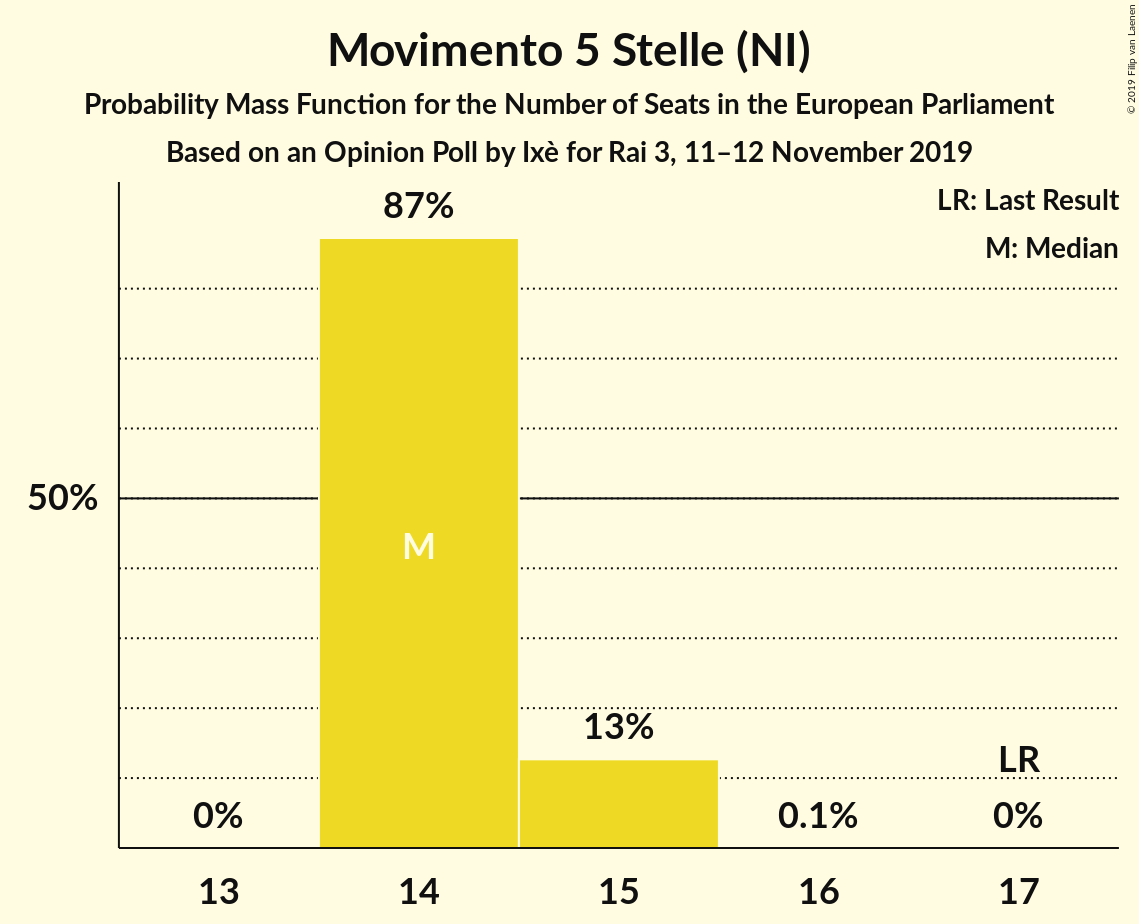 Movimento 5 Stelle (NI)
Probability Mass Function for the Number of Seats in the European Parliament
Based on an Opinion Poll by Ixè for Rai 3, 11–12 November 2019
© 2019 Filip van Laenen
LR: Last Result
M: Median
87%
50%
M
13%
LR
0%
0.1%
0%
13
14
15
16
17